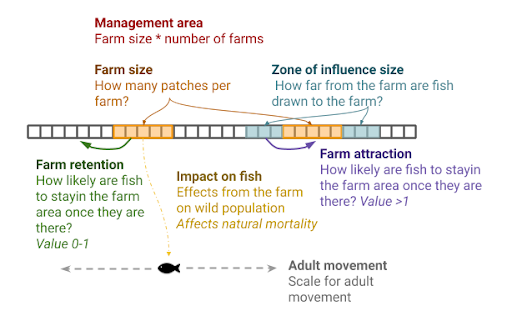 Management area
Farm size * number of farms
Farm size
How many patches per
farm?
Zone of influence size
How far from the farm are fish
drawn to the farm?
Farm retention
How likely are fish
to stayin the farm
area once they are
there?
Value 0-1
Impact on fish
Effects from the farm
on wild population
Affects natural mortality
Farm attraction
How likely are fish to stayin
the farm area once they are
there? Value >1
Adult movement
Scale for adult
movement